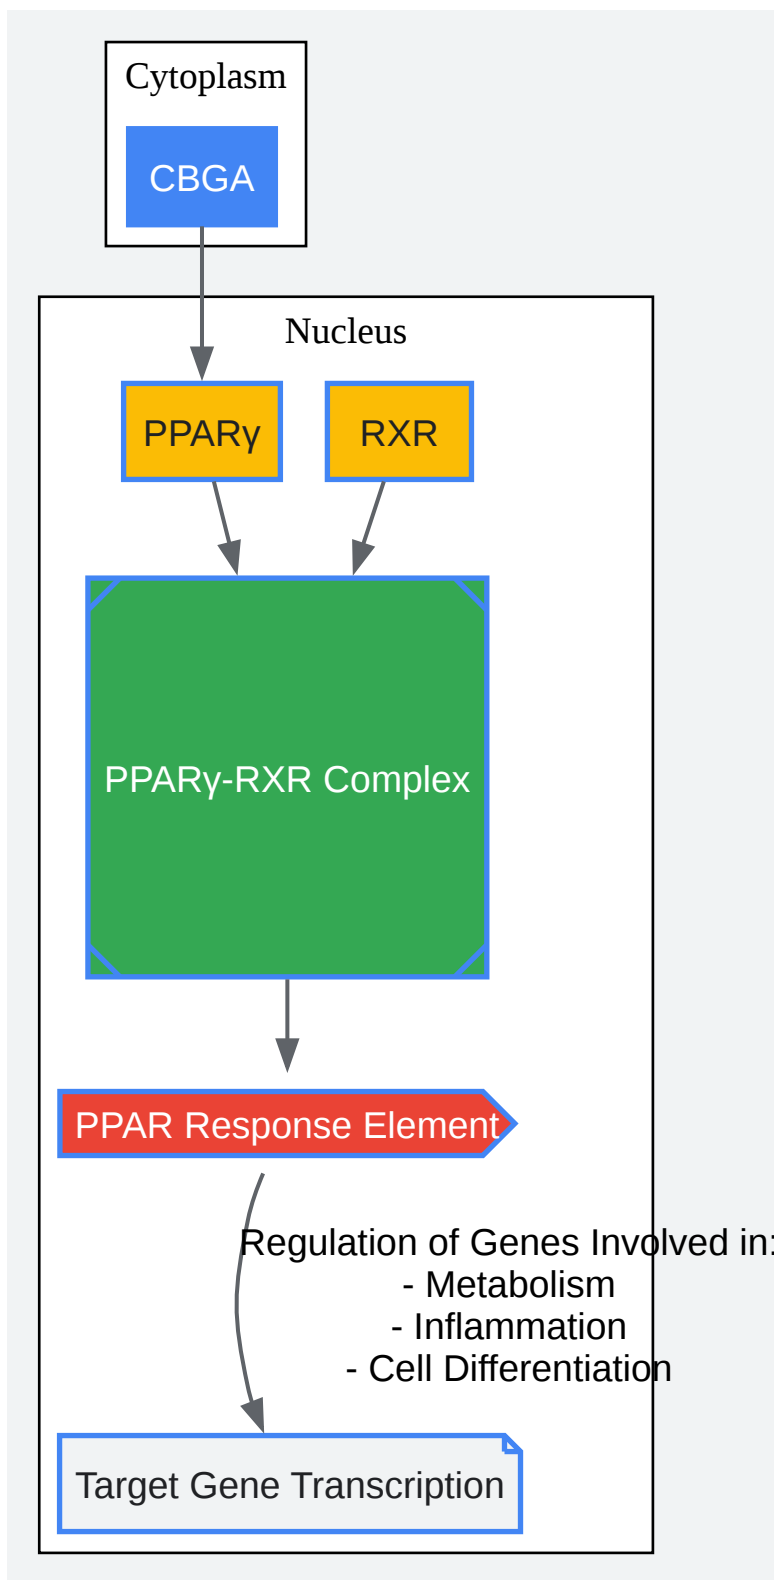 Cytoplasm
CBGA
Nucleus
PPARγ
RXR
PPARγ-RXR Complex
PPAR Response Element
Regulation of Genes Involved in:
- Metabolism
- Inflammation
- Cell Differentiation
Target Gene Transcription